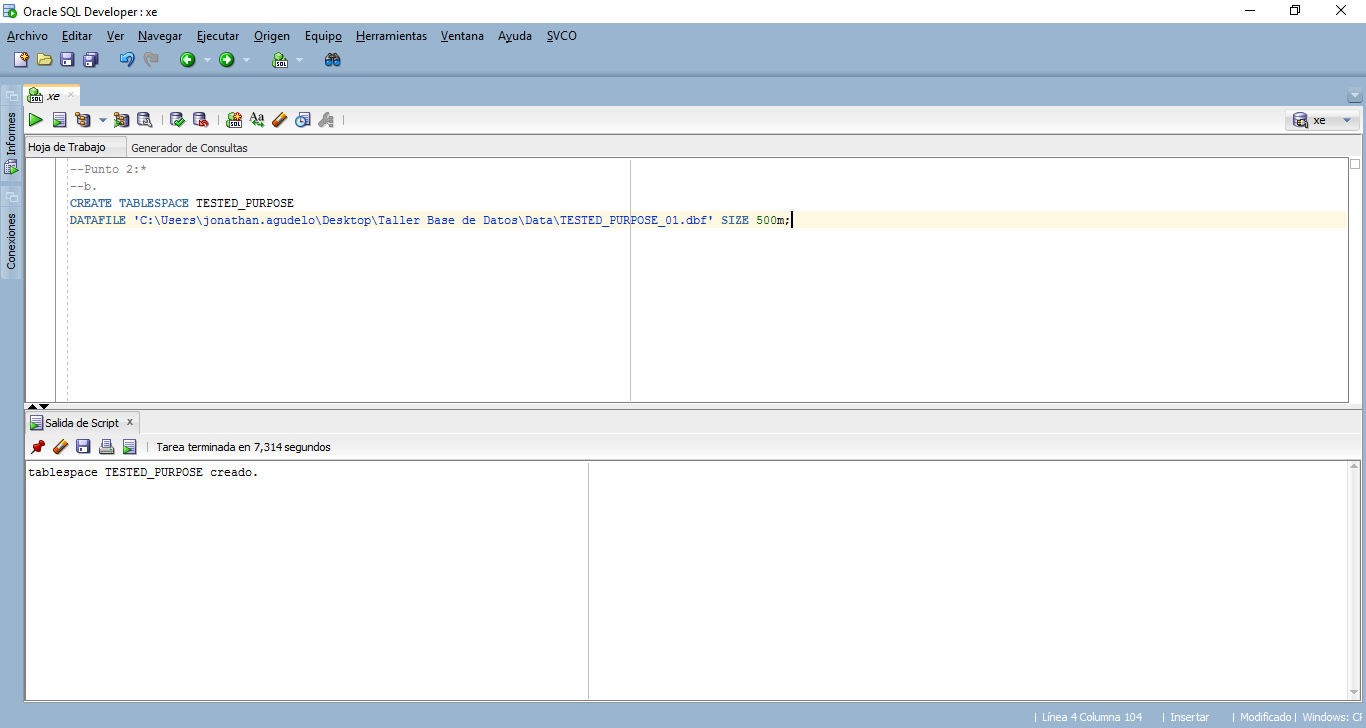 Oracle SQL Developer : xe
Archivo Editar Ver Navegar Ejecutar Origen Equipo Herramientas Ventana Ayuda SVCO
xe
xe
Informes
Conexiones
Hoja de Trabajo Generador de Consultas
--Punto 2:*
--b.
CREATE TABLESPACE TESTED_PURPOSE
DATAFILE 'C:\Users\jonathan.agudelo\Desktop\Taller Base de Datos\Data\TESTED_PURPOSE_01.dbf' SIZE 500m;
Salida de Script x
Tarea terminada en 7,314 segundos
tablespace TESTED_PURPOSE creado.
| Línea 4 Columna 104 | Insertar | Modificado | Windows: